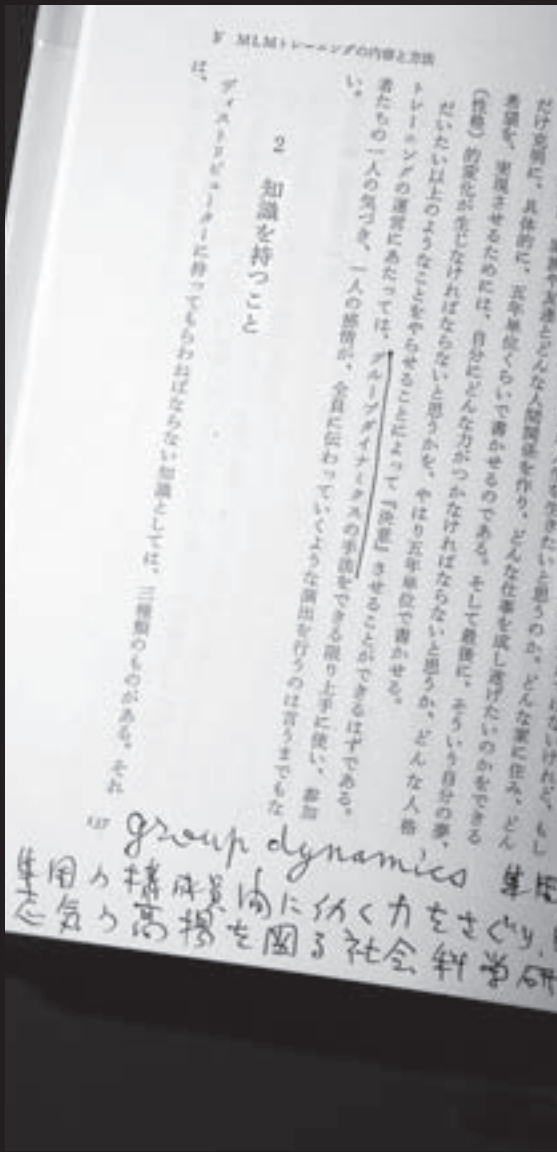 V MLMトレーニングの内容と方法
だけ克明に、具体的に、五年単位くらいで書かせるのである。そして最後に、そういう自分の夢、
希望を、実現させるためには、自分にどんな力がつかなければならないと思うか、どんな人格
(性格)的変化が生じなければならないと思うかを、やはり五年単位で書かせる。
だいたい以上のようなことをやらせることによって『決意』させることができるはずである。
トレーニングの運営にあたっては、グループダイナミクスの手法をできる限り上手に使い、参加
者たちの一人の気づき、一人の感情が、全員に伝わっていくような演出を行うのは言うまでもな
い。
2 知識を持つこと
ディストリビューターに持ってもらわねばならない知識としては、三種類のものがある。それ
は、
137
group dynamics 集団
集団の構成員間に働く力をさぐり、
志気の高揚を図る社会科学研